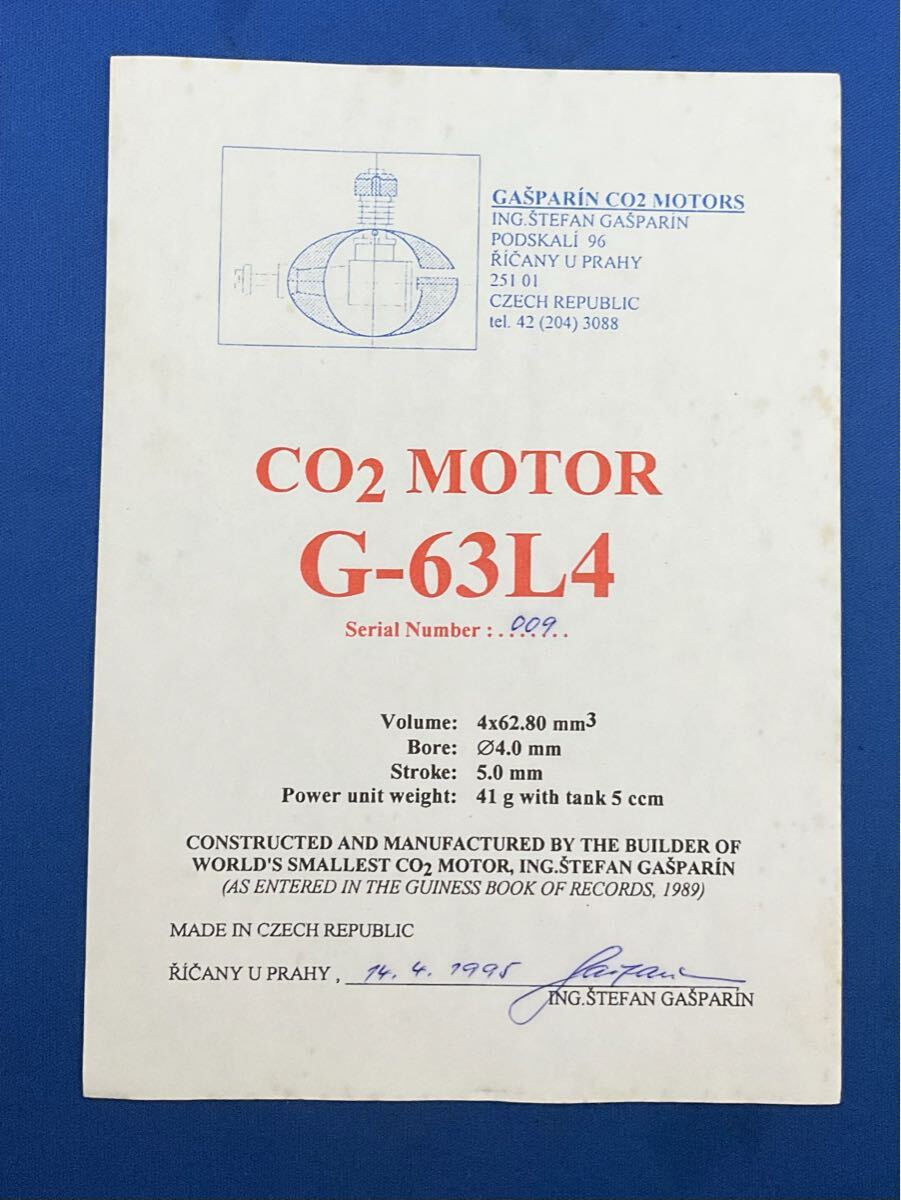 GAŠPARÍN CO2 MOTORS
ING.ŠTEFAN GAŠPARÍN
PODSKALÍ 96
ŘÍČANY U PRAHY
251 01
CZECH REPUBLIC
tel. 42 (204) 3088
CO2 MOTOR
G-63L4
Serial Number : . 009 . .
Volume: 4x62.80 mm3
Bore: Ø4.0 mm
Stroke: 5.0 mm
Power unit weight: 41 g with tank 5 ccm
CONSTRUCTED AND MANUFACTURED BY THE BUILDER OF
WORLD'S SMALLEST CO2 MOTOR, ING.ŠTEFAN GAŠPARÍN
(AS ENTERED IN THE GUINESS BOOK OF RECORDS, 1989)
MADE IN CZECH REPUBLIC
ŘÍČANY U PRAHY , 14. 4. 1995 Gašparín
ING.ŠTEFAN GAŠPARÍN